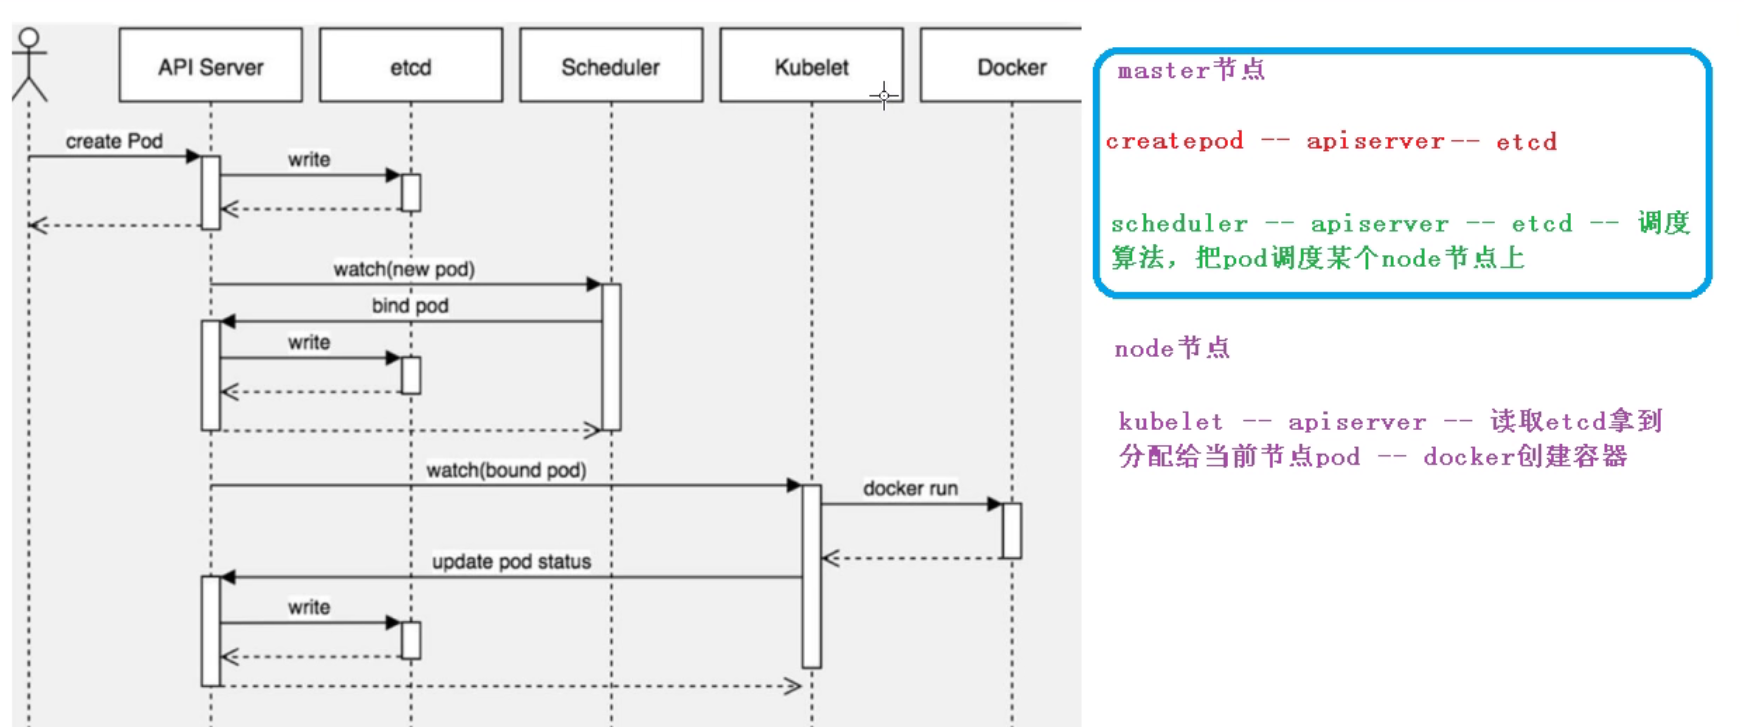 API Server
etcd
Scheduler
Kubelet
Docker
create Pod
write
watch(new pod)
bind pod
write
watch(bound pod)
docker run
update pod status
write
master节点
createpod -- apiserver-- etcd
scheduler -- apiserver -- etcd -- 调度
算法，把pod调度某个node节点上
node节点
kubelet -- apiserver -- 读取etcd拿到
分配给当前节点pod -- docker创建容器